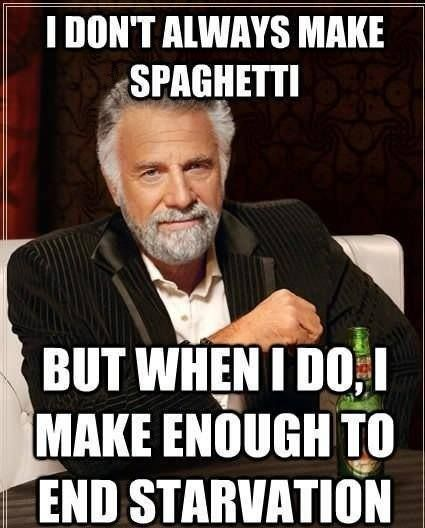 I DON'T ALWAYS MAKE
SPAGHETTI
BUT WHEN I DO, I
MAKE ENOUGH TO
END STARVATION